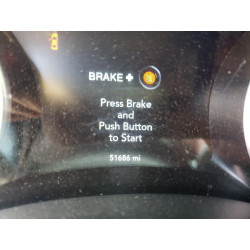 BRAKE +
Press Brake
and
Push Button
to Start
51686 mi